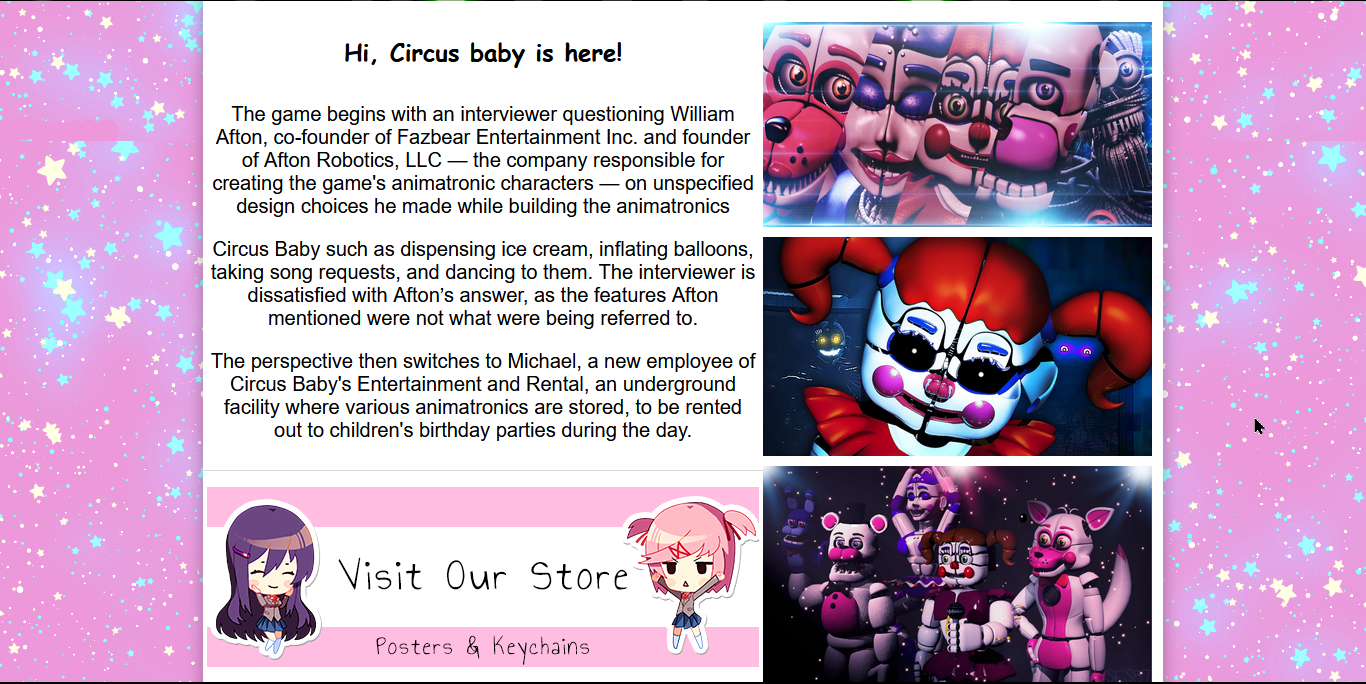 Hi, Circus baby is here!
The game begins with an interviewer questioning William
Afton, co-founder of Fazbear Entertainment Inc. and founder
of Afton Robotics, LLC — the company responsible for
creating the game's animatronic characters — on unspecified
design choices he made while building the animatronics
Circus Baby such as dispensing ice cream, inflating balloons,
taking song requests, and dancing to them. The interviewer is
dissatisfied with Afton’s answer, as the features Afton
mentioned were not what were being referred to.
The perspective then switches to Michael, a new employee of
Circus Baby's Entertainment and Rental, an underground
facility where various animatronics are stored, to be rented
out to children's birthday parties during the day.
Visit Our Store
Posters & Keychains